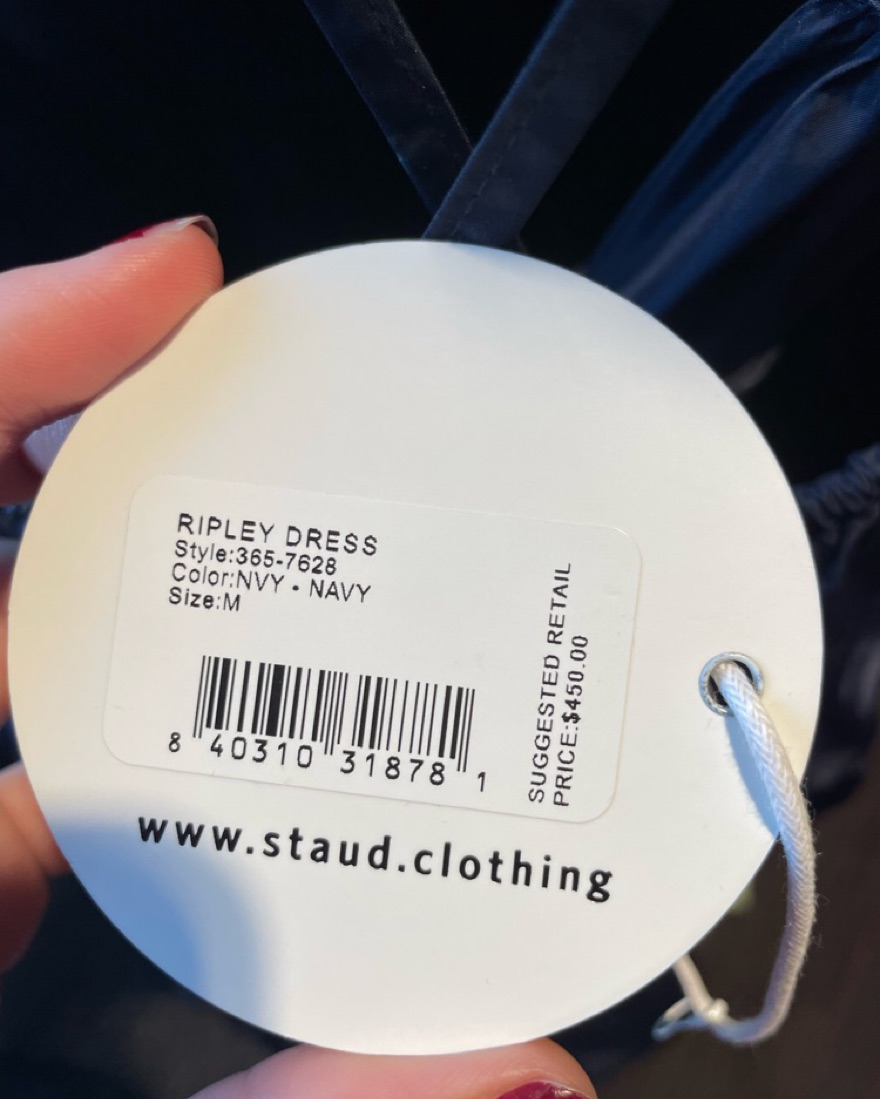 RIPLEY DRESS
Style:365-7628
Color:NVY • NAVY
Size:M
8 40310 31878 1
SUGGESTED RETAIL
PRICE:$450.00
www.staud.clothing